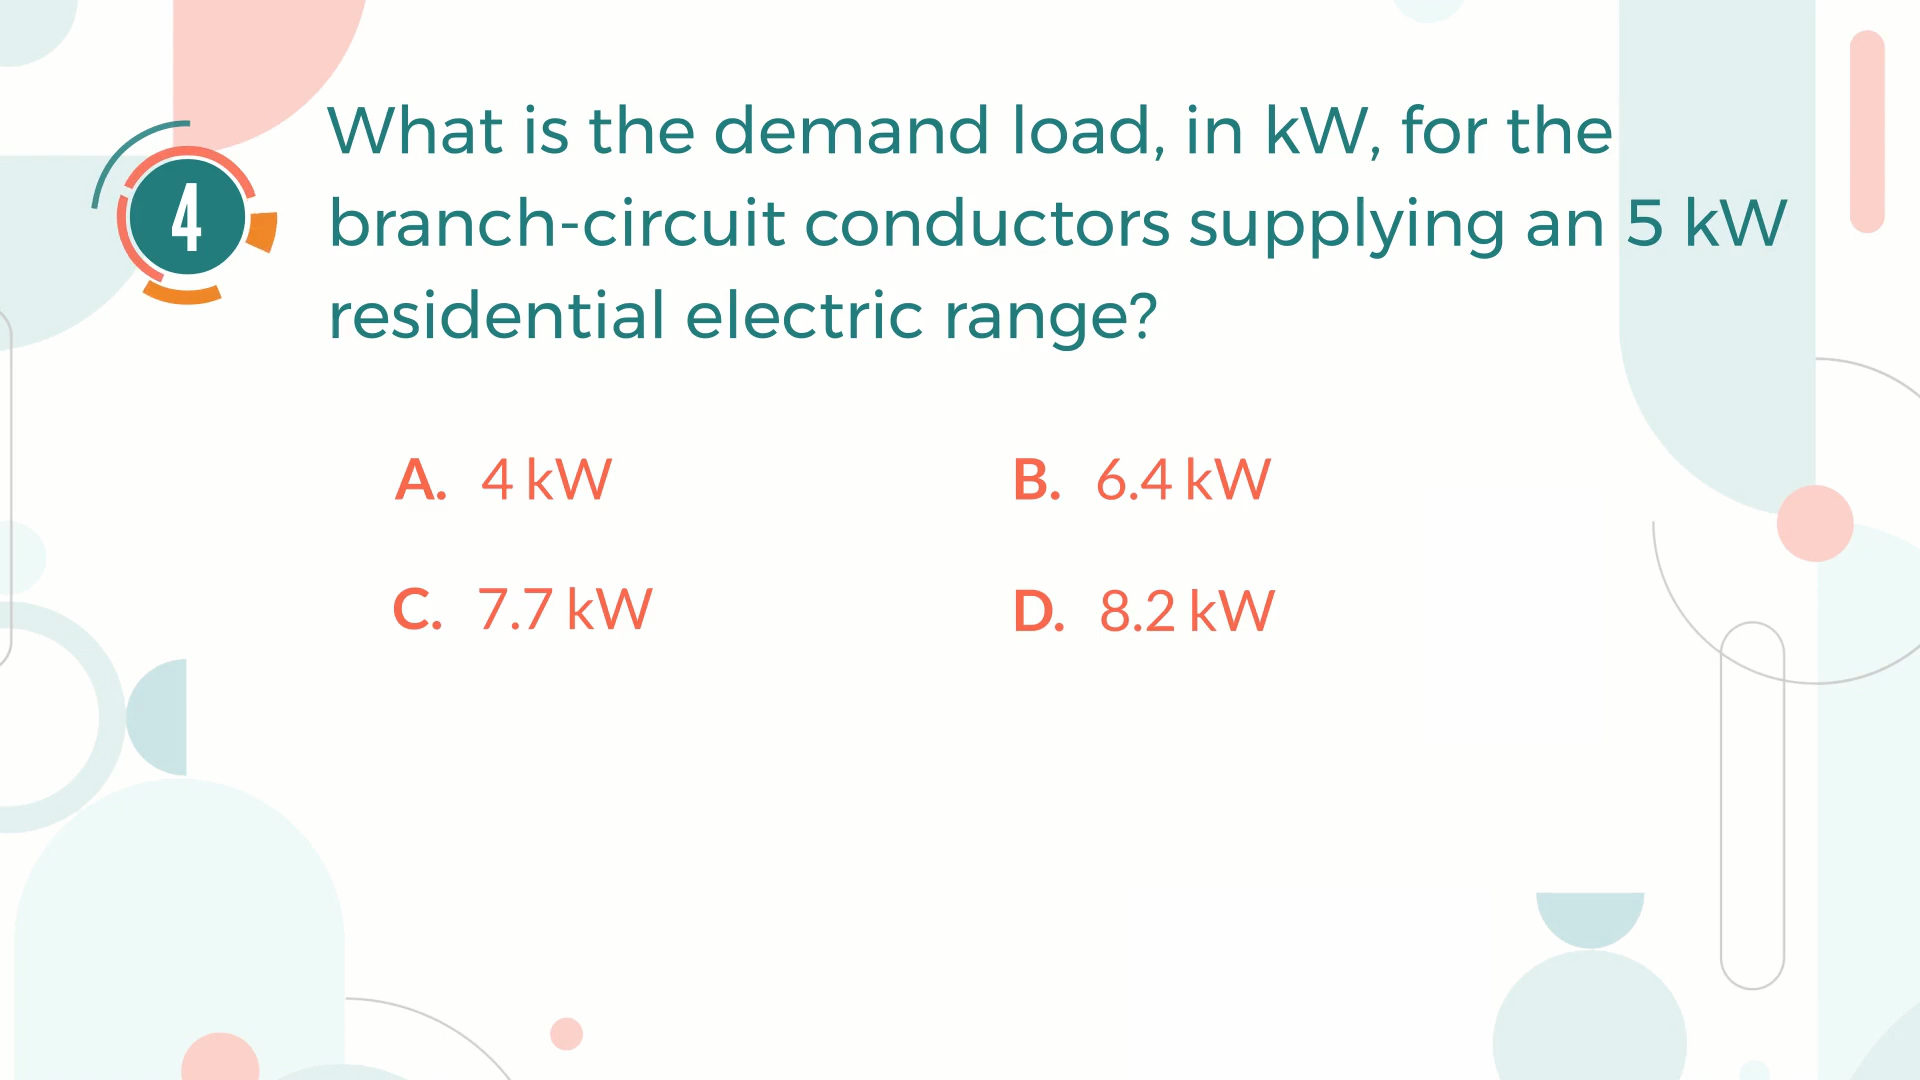 4
What is the demand load, in kW, for the
branch-circuit conductors supplying an 5 kW
residential electric range?
A. 4 kW
B. 6.4 kW
C. 7.7 kW
D. 8.2 kW